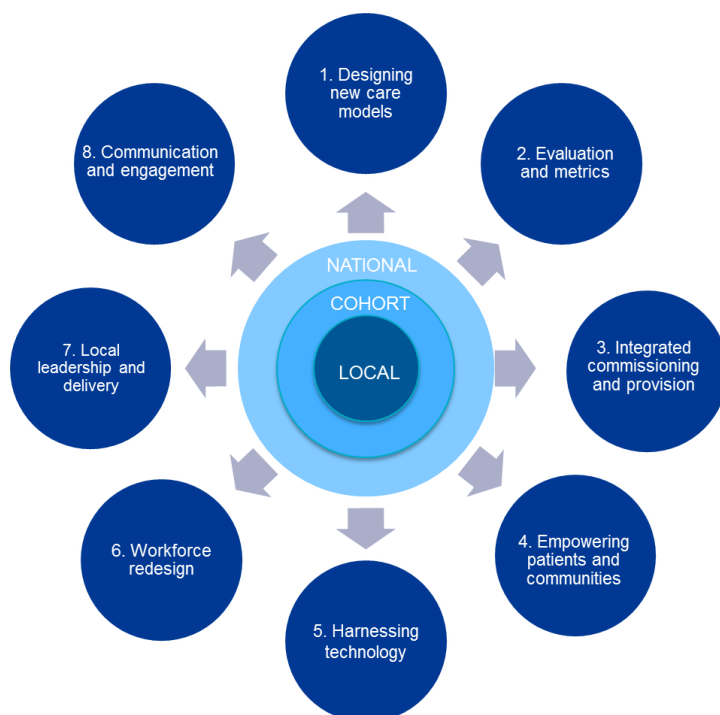 1. Designing
new care
models
2. Evaluation
and metrics
3. Integrated
commissioning
and provision
4. Empowering
patients and
communities
5. Harnessing
technology
6. Workforce
redesign
7. Local
leadership and
delivery
8. Communication
and engagement
NATIONAL
COHORT
LOCAL